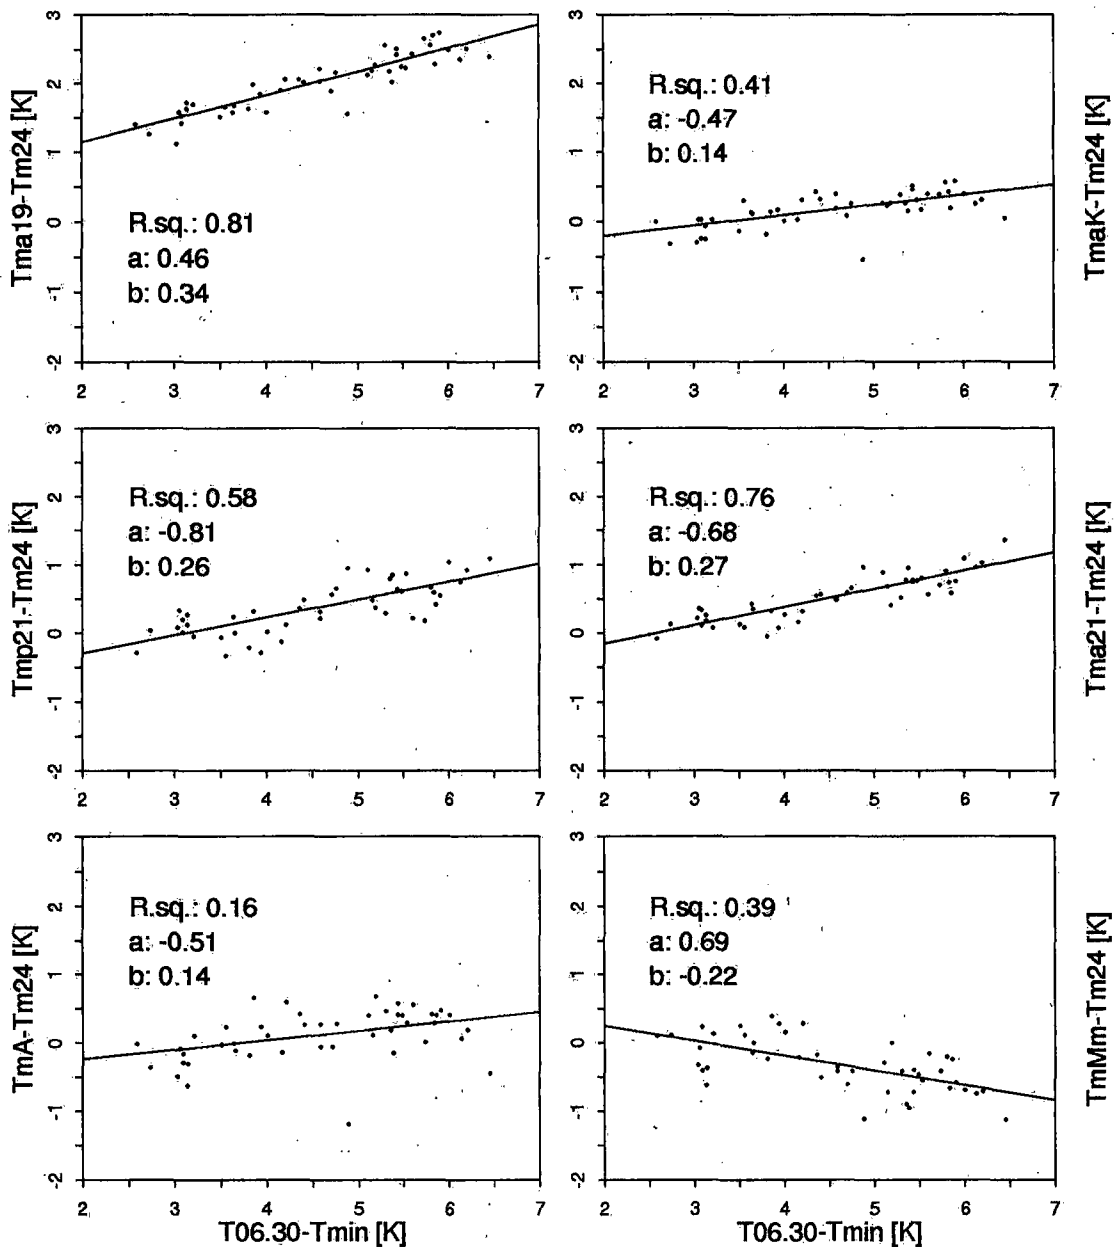 Tma19-Tm24 [K]
3
2
1
0
-1
-2
R.sq.: 0.81
a: 0.46
b: 0.34
2 3 4 5 6 7
TmaK-Tm24 [K]
3
2
1
0
-1
-2
R.sq.: 0.41
a: -0.47
b: 0.14
2 3 4 5 6 7
Tmp21-Tm24 [K]
3
2
1
0
-1
-2
R.sq.: 0.58
a: -0.81
b: 0.26
2 3 4 5 6 7
Tma21-Tm24 [K]
3
2
1
0
-1
-2
R.sq.: 0.76
a: -0.68
b: 0.27
2 3 4 5 6 7
TmA-Tm24 [K]
3
2
1
0
-1
-2
R.sq.: 0.16
a: -0.51
b: 0.14
2 3 4 5 6 7
T06.30-Tmin [K]
TmMm-Tm24 [K]
3
2
1
0
-1
-2
R.sq.: 0.39
a: 0.69
b: -0.22
2 3 4 5 6 7
T06.30-Tmin [K]